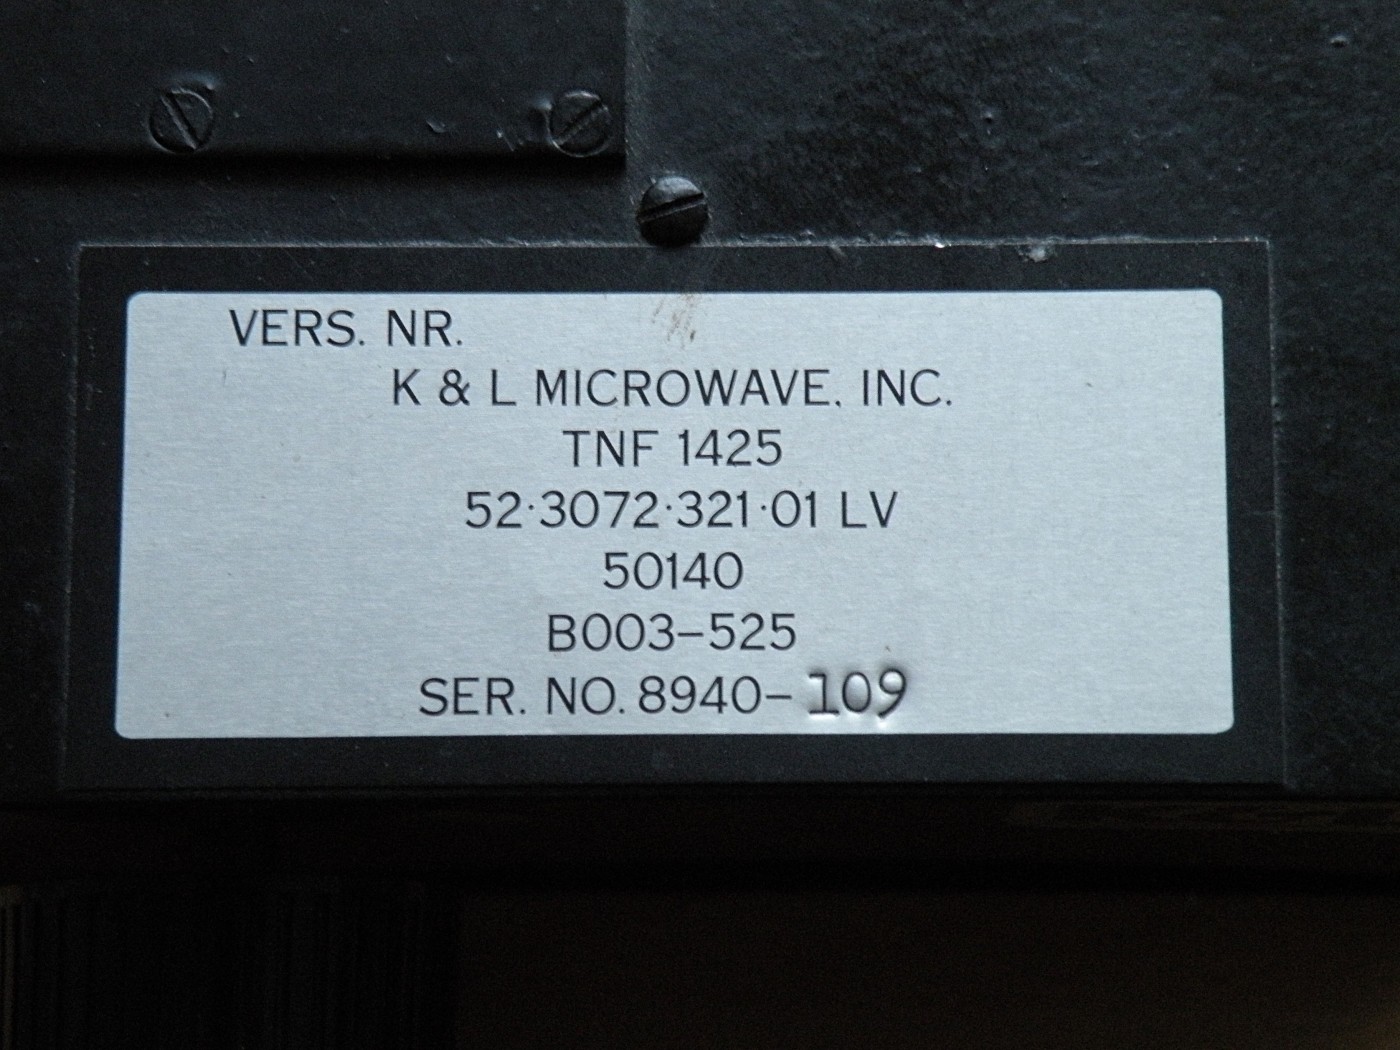 VERS. NR.
K & L MICROWAVE, INC.
TNF 1425
52·3072·321·01 LV
50140
B003-525
SER. NO. 8940-109